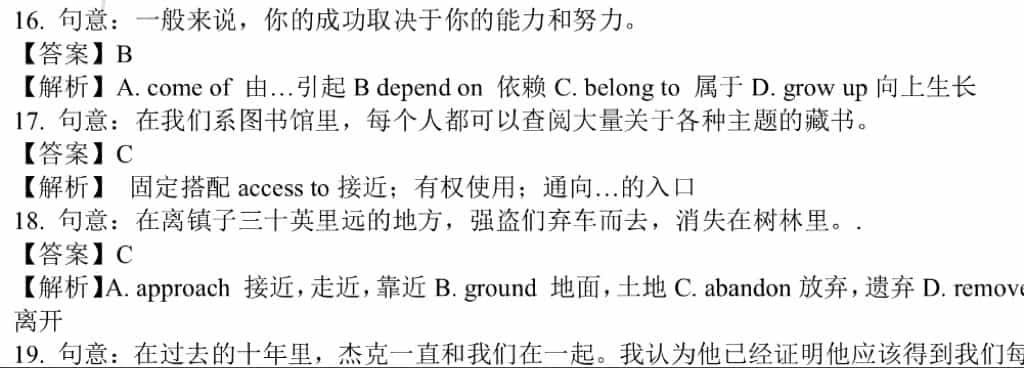 16. 句意：一般来说，你的成功取决于你的能力和努力。
【答案】B
【解析】A. come of 由…引起 B depend on 依赖 C. belong to 属于 D. grow up 向上生长
17. 句意：在我们系图书馆里，每个人都可以查阅大量关于各种主题的藏书。
【答案】C
【解析】 固定搭配 access to 接近；有权使用；通向…的入口
18. 句意：在离镇子三十英里远的地方，强盗们弃车而去，消失在树林里。.
【答案】C
【解析】A. approach 接近，走近，靠近 B. ground 地面，土地 C. abandon 放弃，遗弃 D. remove
离开
19. 句意：在过去的十年里，杰克一直和我们在一起。我认为他已经证明他应该得到我们每